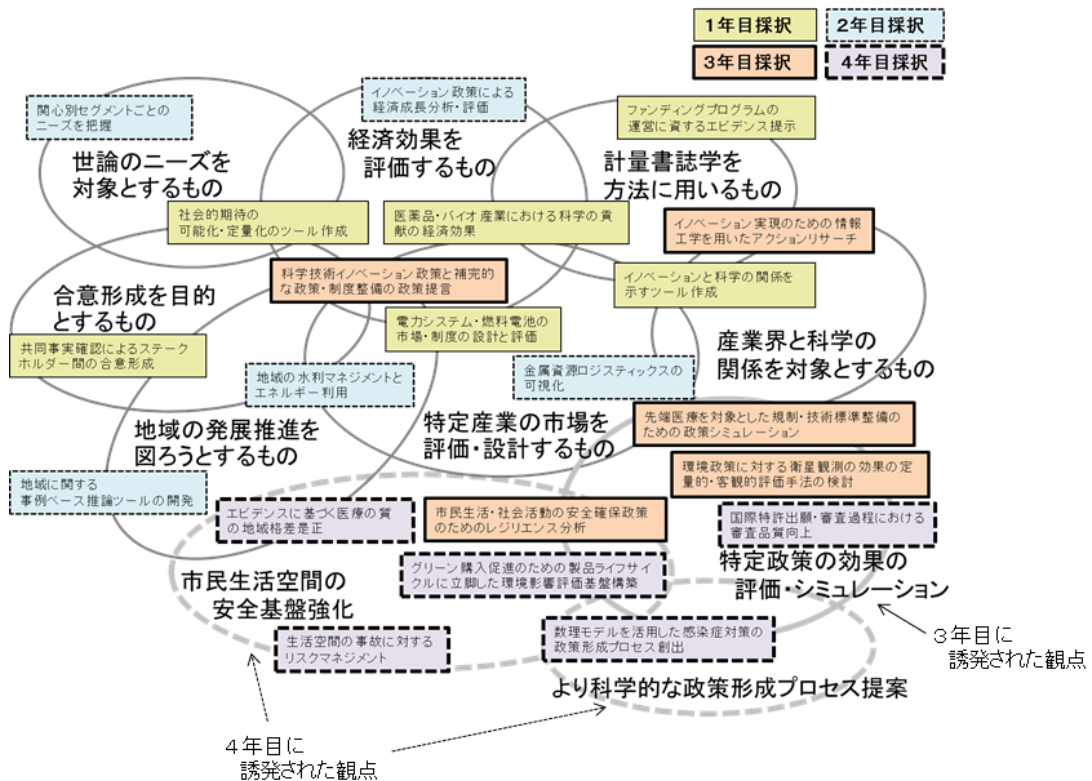 1年目採択
2年目採択
3年目採択
4年目採択
関心別セグメントごとの
ニーズを把握
イノベーション政策による
経済成長分析・評価
ファンディングプログラムの
運営に資するエビデンス提示
世論のニーズを
対象とするもの
経済効果を
評価するもの
計量書誌学を
方法に用いるもの
社会的期待の
可能化・定量化のツール作成
医薬品・バイオ産業における科学の貢
献の経済効果
イノベーション実現のための情報
工学を用いたアクションリサーチ
科学技術イノベーション政策と補完的
な政策・制度整備の政策提言
イノベーションと科学の関係を
示すツール作成
合意形成を目的
とするもの
電力システム・燃料電池の
市場・制度の設計と評価
産業界と科学の
関係を対象とするもの
共同事実確認によるステーク
ホルダー間の合意形成
地域の水利マネジメントと
エネルギー利用
金属資源ロジスティックスの
可視化
地域の発展推進を
図ろうとするもの
特定産業の市場を
評価・設計するもの
先端医療を対象とした規制・技術標準整備の
ための政策シミュレーション
環境政策に対する衛星観測の効果の定
量的・客観的評価手法の検討
地域に関する
事例ベース推論ツールの開発
エビデンスに基づく医療の質
の地域格差是正
市民生活・社会活動の安全確保政策
のためのレジリエンス分析
国際特許出願・審査過程における
審査品質向上
グリーン購入促進のための製品ライフサイ
クルに立脚した環境影響評価基盤構築
特定政策の効果の
評価・シミュレーション
市民生活空間の
安全基盤強化
生活空間の事故に対する
リスクマネジメント
数理モデルを活用した感染症対策の
政策形成プロセス創出
3年目に
誘発された観点
より科学的な政策形成プロセス提案
4年目に
誘発された観点